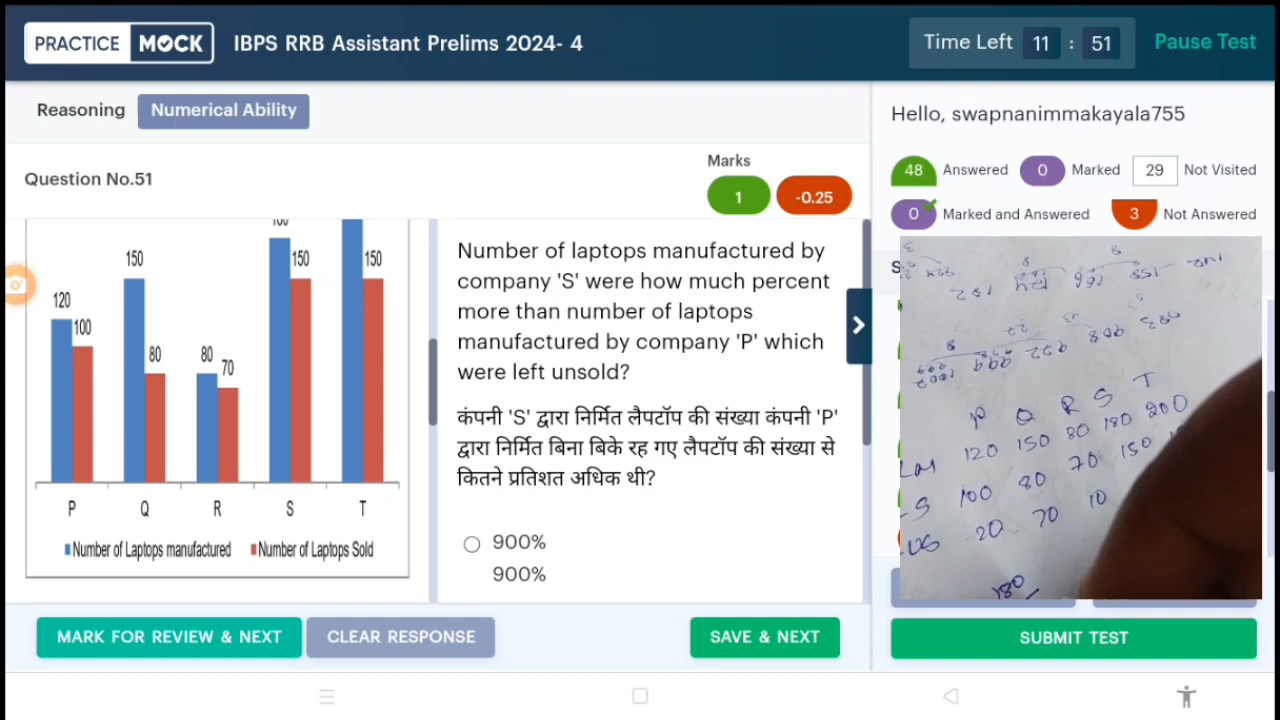 PRACTICE MOCK IBPS RRB Assistant Prelims 2024- 4
Time Left 11 : 51 Pause Test
Reasoning Numerical Ability
Hello, swapnanimmakayala755
Question No.51
Marks
1 -0.25
48 Answered 0 Marked 29 Not Visited
0 Marked and Answered 3 Not Answered
150 150 150
120 100
80 80 70
P Q R S T
Number of Laptops manufactured Number of Laptops Sold
Number of laptops manufactured by
company 'S' were how much percent
more than number of laptops
manufactured by company 'P' which
were left unsold?
कंपनी 'S' द्वारा निर्मित लैपटॉप की संख्या कंपनी 'P'
द्वारा निर्मित बिना बिके रह गए लैपटॉप की संख्या से
कितने प्रतिशत अधिक थी?
900%
900%
P Q R S T
120 150 80 180 200
S 100 80 70 150
US 20 70 10
180
MARK FOR REVIEW & NEXT CLEAR RESPONSE SAVE & NEXT
SUBMIT TEST